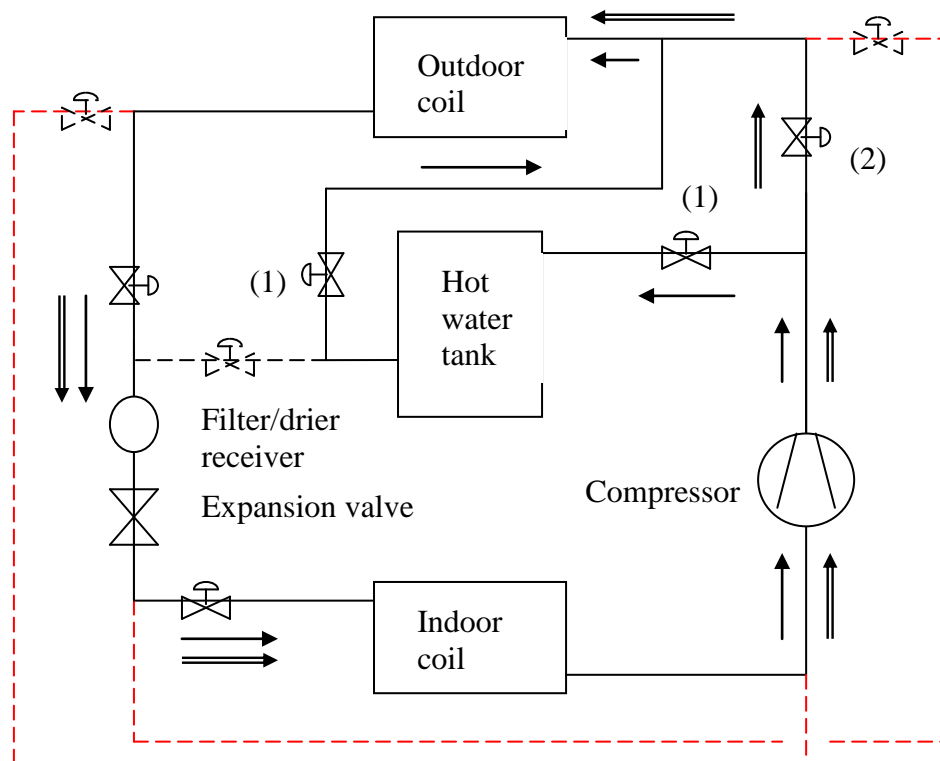 Outdoor
coil
(2)
(1)
(1)
Hot
water
tank
Filter/drier
receiver
Compressor
Expansion valve
Indoor
coil